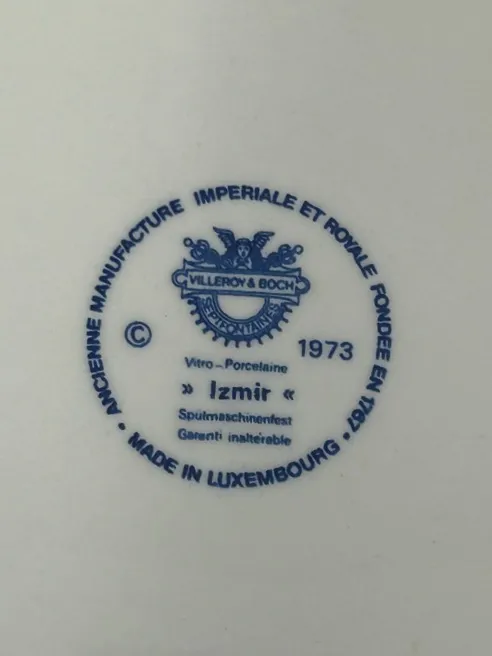 ANCIENNE MANUFACTURE IMPERIALE ET ROYALE FONDEE EN 1767
VILLEROY & BOCH
SEPTFONTAINES
© 1973
Vitro-Porcelaine
» Izmir «
Spülmaschinenfest
Garanti inaltérable
• MADE IN LUXEMBOURG •